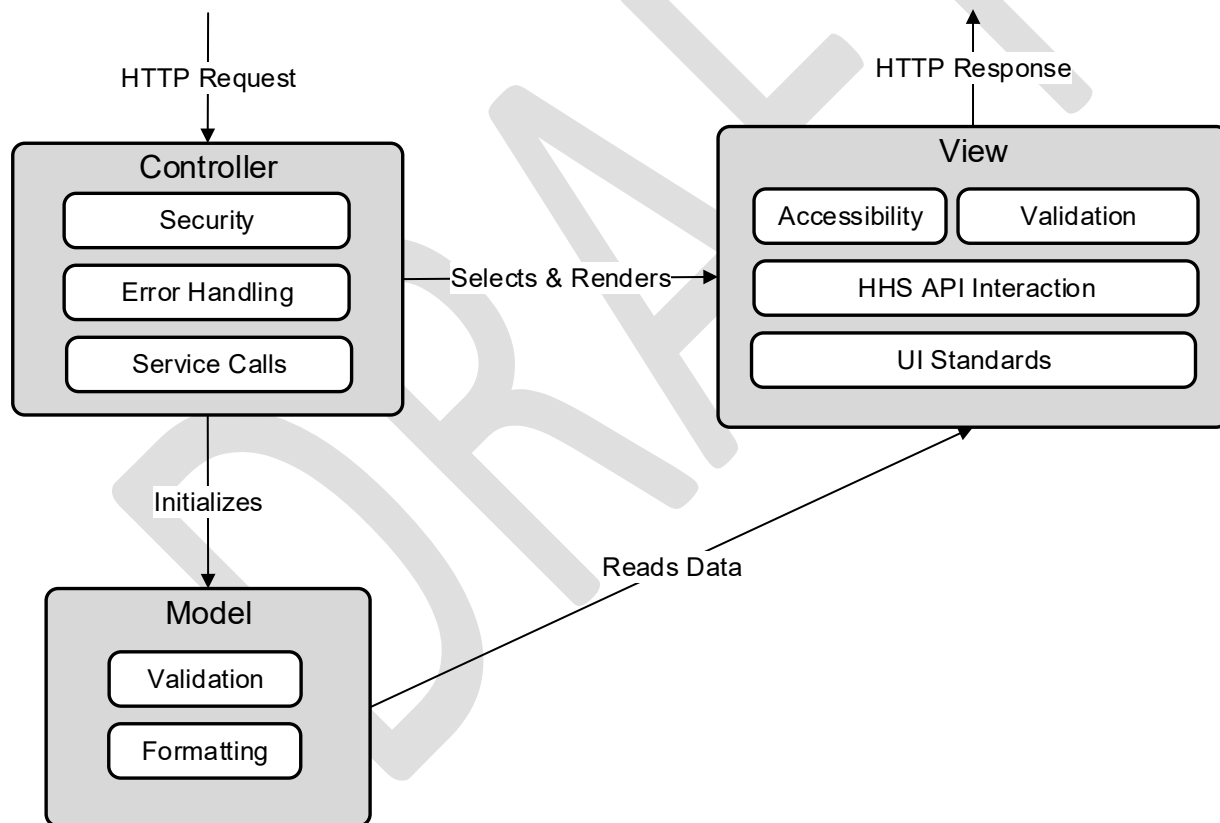 HTTP Request
HTTP Response
Controller
Security
Error Handling
Service Calls
Selects & Renders
View
Accessibility
Validation
HHS API Interaction
UI Standards
Initializes
Reads Data
Model
Validation
Formatting
DRAFT